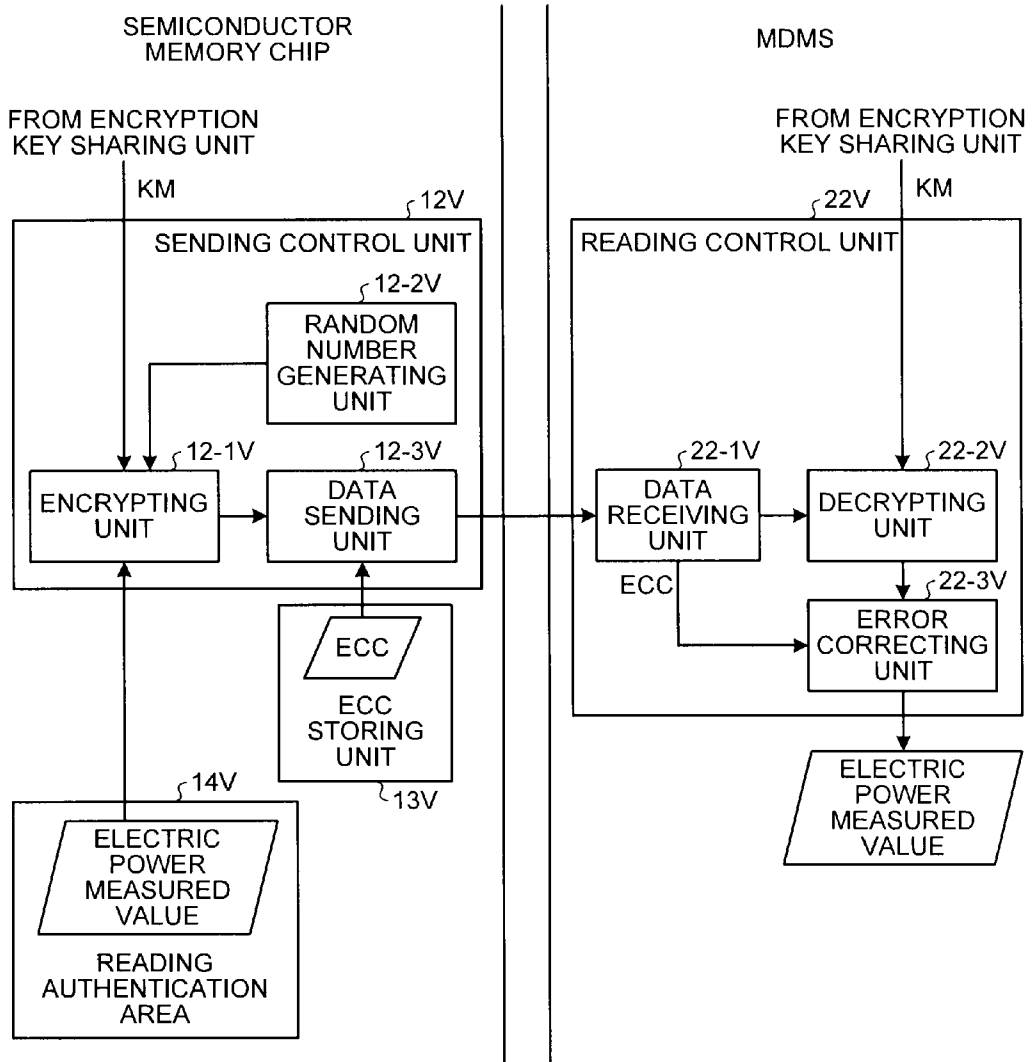 SEMICONDUCTOR
MEMORY CHIP
MDMS
FROM ENCRYPTION
KEY SHARING UNIT
KM
FROM ENCRYPTION
KEY SHARING UNIT
KM
12V
SENDING CONTROL UNIT
22V
READING CONTROL UNIT
12-2V
RANDOM
NUMBER
GENERATING
UNIT
12-1V
ENCRYPTING
UNIT
12-3V
DATA
SENDING
UNIT
22-1V
DATA
RECEIVING
UNIT
22-2V
DECRYPTING
UNIT
ECC
22-3V
ERROR
CORRECTING
UNIT
ECC
ECC
STORING
UNIT
13V
14V
ELECTRIC
POWER
MEASURED
VALUE
READING
AUTHENTICATION
AREA
ELECTRIC
POWER
MEASURED
VALUE